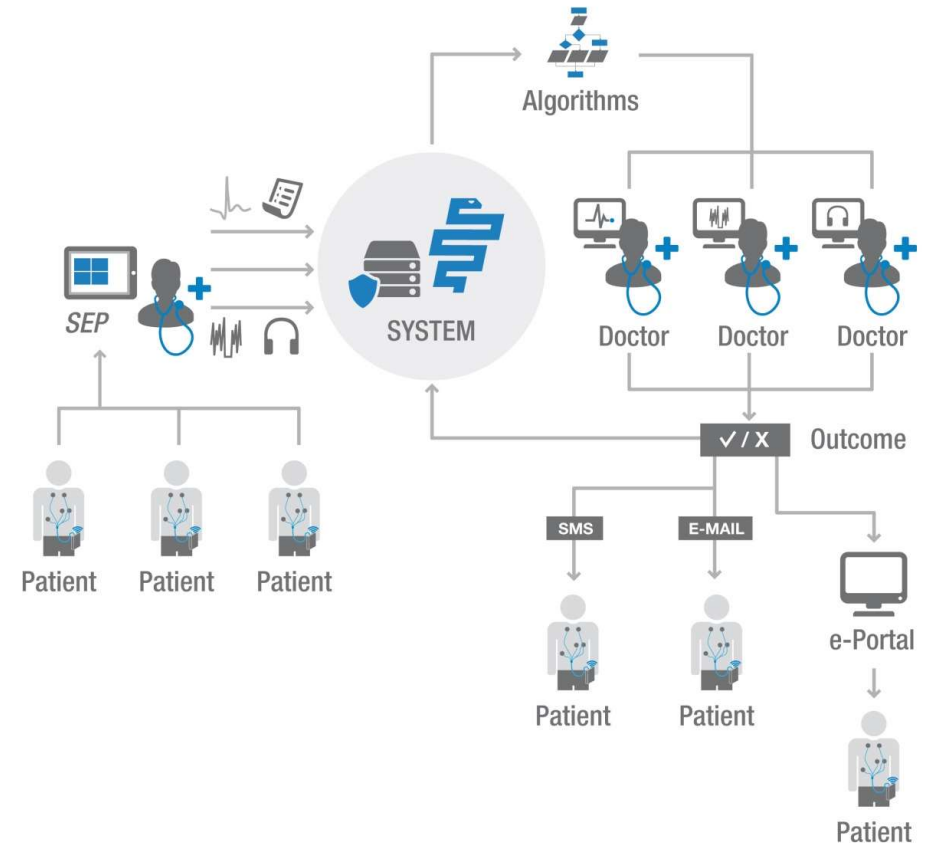 Algorithms
SEP
SYSTEM
Doctor
Doctor
Doctor
✓ / X
Outcome
Patient
Patient
Patient
SMS
E-MAIL
e-Portal
Patient
Patient
Patient